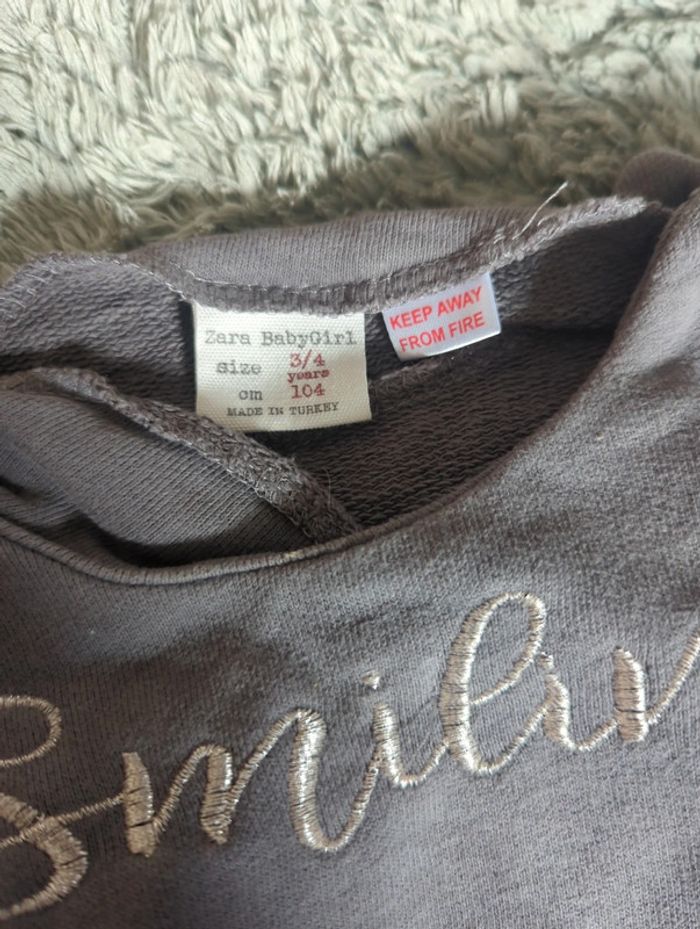 Zara BabyGirl
size 3/4
years
cm 104
MADE IN TURKEY
KEEP AWAY
FROM FIRE